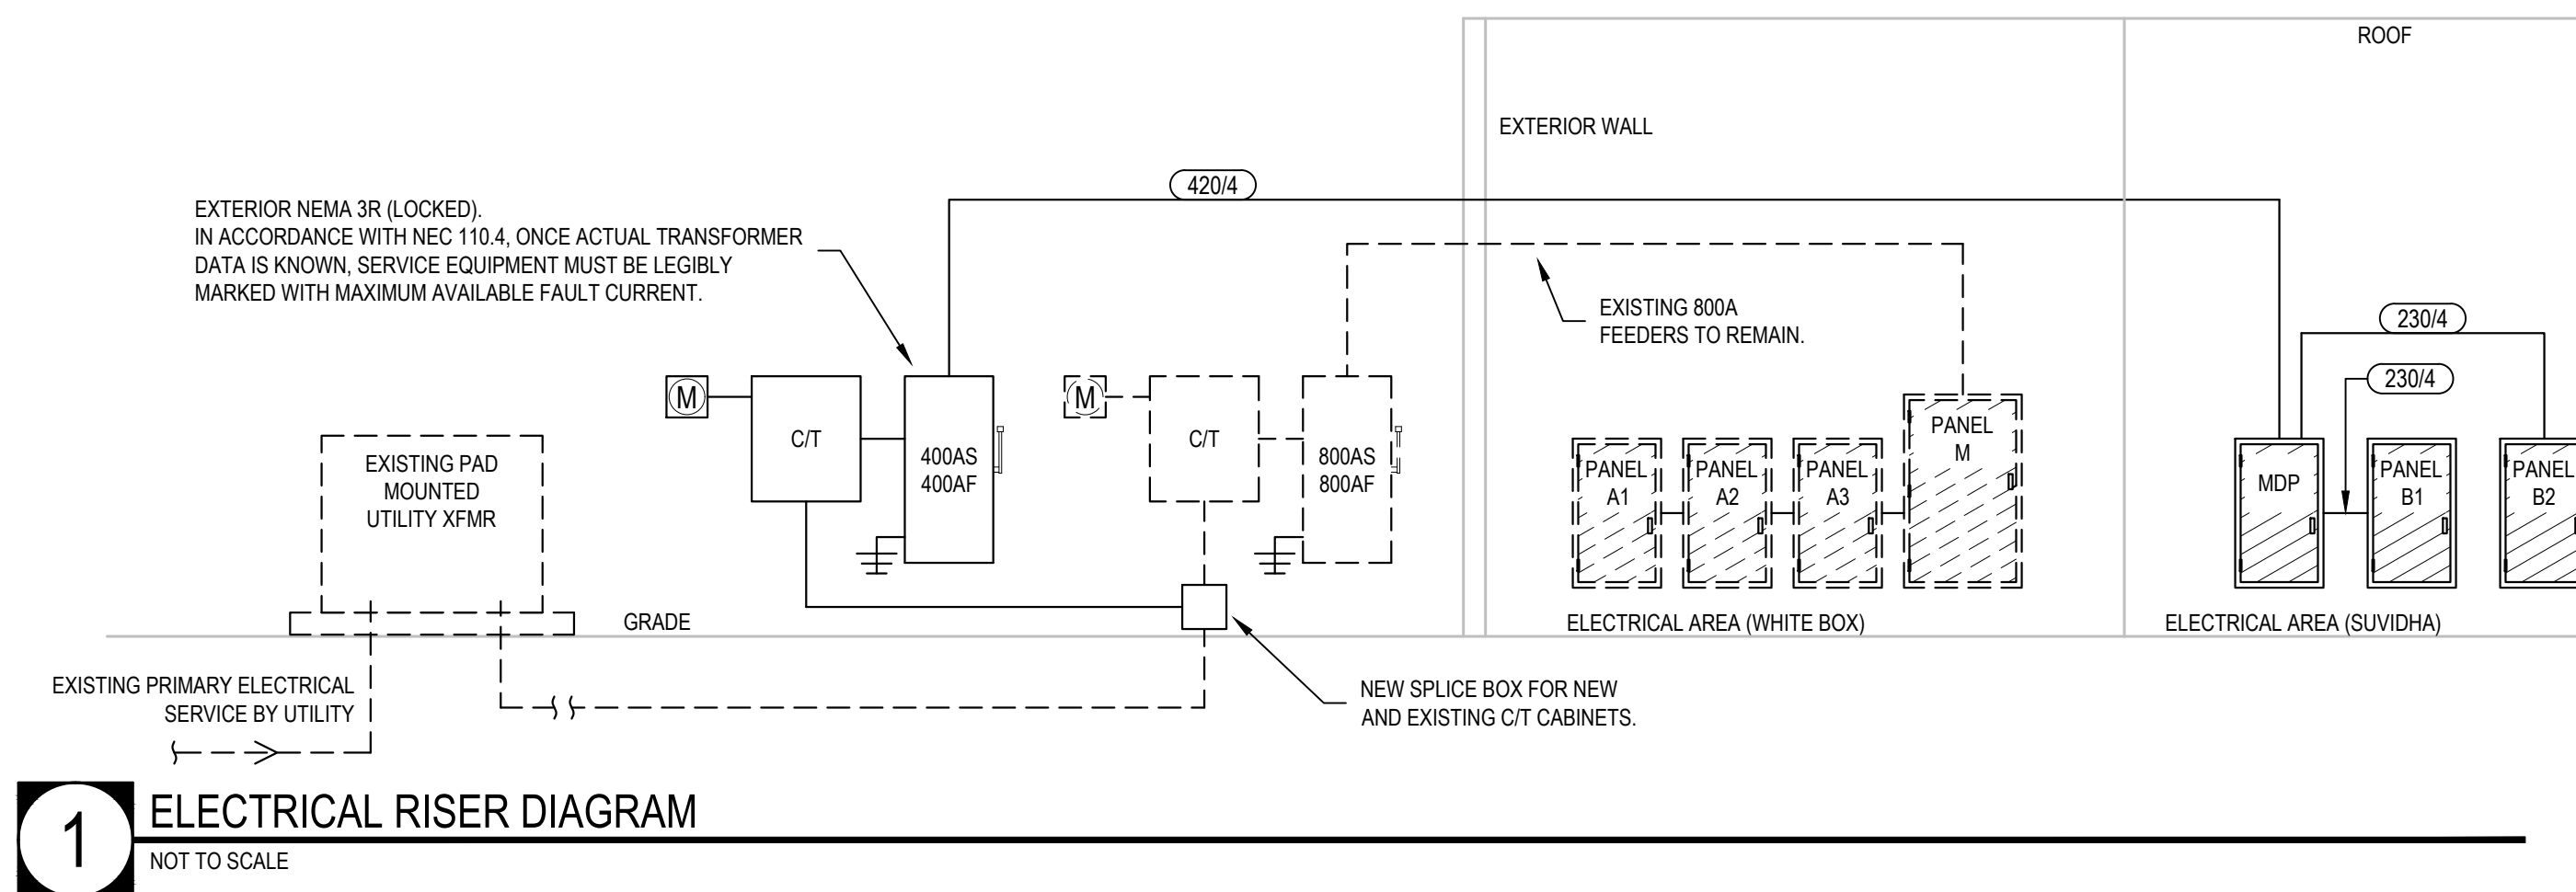 ROOF
EXTERIOR WALL
420/4
EXTERIOR NEMA 3R (LOCKED).
IN ACCORDANCE WITH NEC 110.4, ONCE ACTUAL TRANSFORMER
DATA IS KNOWN, SERVICE EQUIPMENT MUST BE LEGIBLY
MARKED WITH MAXIMUM AVAILABLE FAULT CURRENT.
EXISTING 800A
FEEDERS TO REMAIN.
230/4
230/4
M
C/T
400AS
400AF
M
C/T
800AS
800AF
EXISTING PAD
MOUNTED
UTILITY XFMR
PANEL
A1
PANEL
A2
PANEL
A3
PANEL
M
MDP
PANEL
B1
PANEL
B2
GRADE
ELECTRICAL AREA (WHITE BOX)
ELECTRICAL AREA (SUVIDHA)
EXISTING PRIMARY ELECTRICAL
SERVICE BY UTILITY
NEW SPLICE BOX FOR NEW
AND EXISTING C/T CABINETS.
1
ELECTRICAL RISER DIAGRAM
NOT TO SCALE